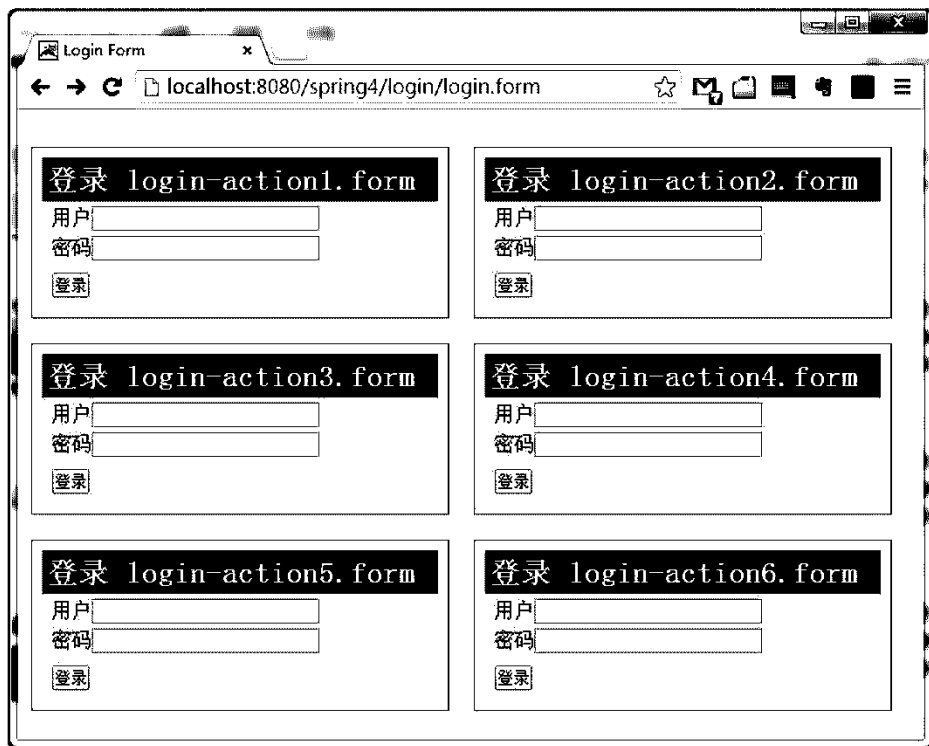 Login Form
localhost:8080/spring4/login/login.form
登录 login-action1.form
用户
密码
登录
登录 login-action2.form
用户
密码
登录
登录 login-action3.form
用户
密码
登录
登录 login-action4.form
用户
密码
登录
登录 login-action5.form
用户
密码
登录
登录 login-action6.form
用户
密码
登录